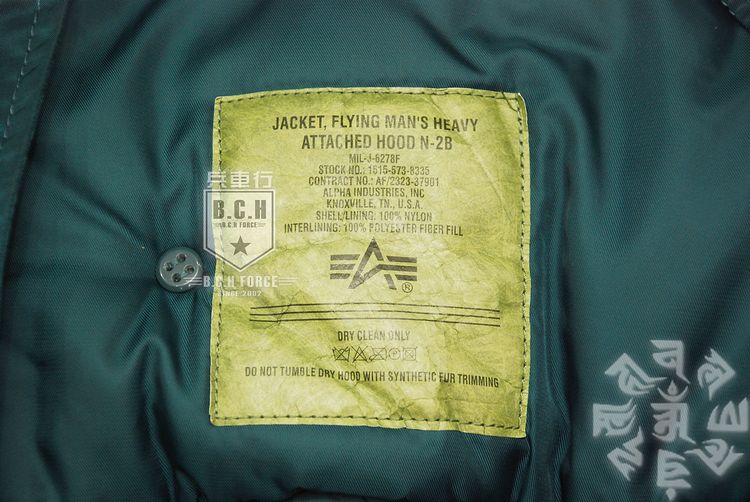 JACKET, FLYING MAN'S HEAVY
ATTACHED HOOD N-2B
MIL-J-6278F
STOCK NO.: 1615-573-8335
CONTRACT NO.: AF/2323-37901
ALPHA INDUSTRIES, INC
KNOXVILLE, TN., U.S.A.
SHELL/LINING: 100% NYLON
INTERLINING: 100% POLYESTER FIBER FILL
®
DRY CLEAN ONLY
DO NOT TUMBLE DRY HOOD WITH SYNTHETIC FUR TRIMMING
兵重行
B.C.H
B.C.H FORCE
B.C.H FORCE
SINCE 2002